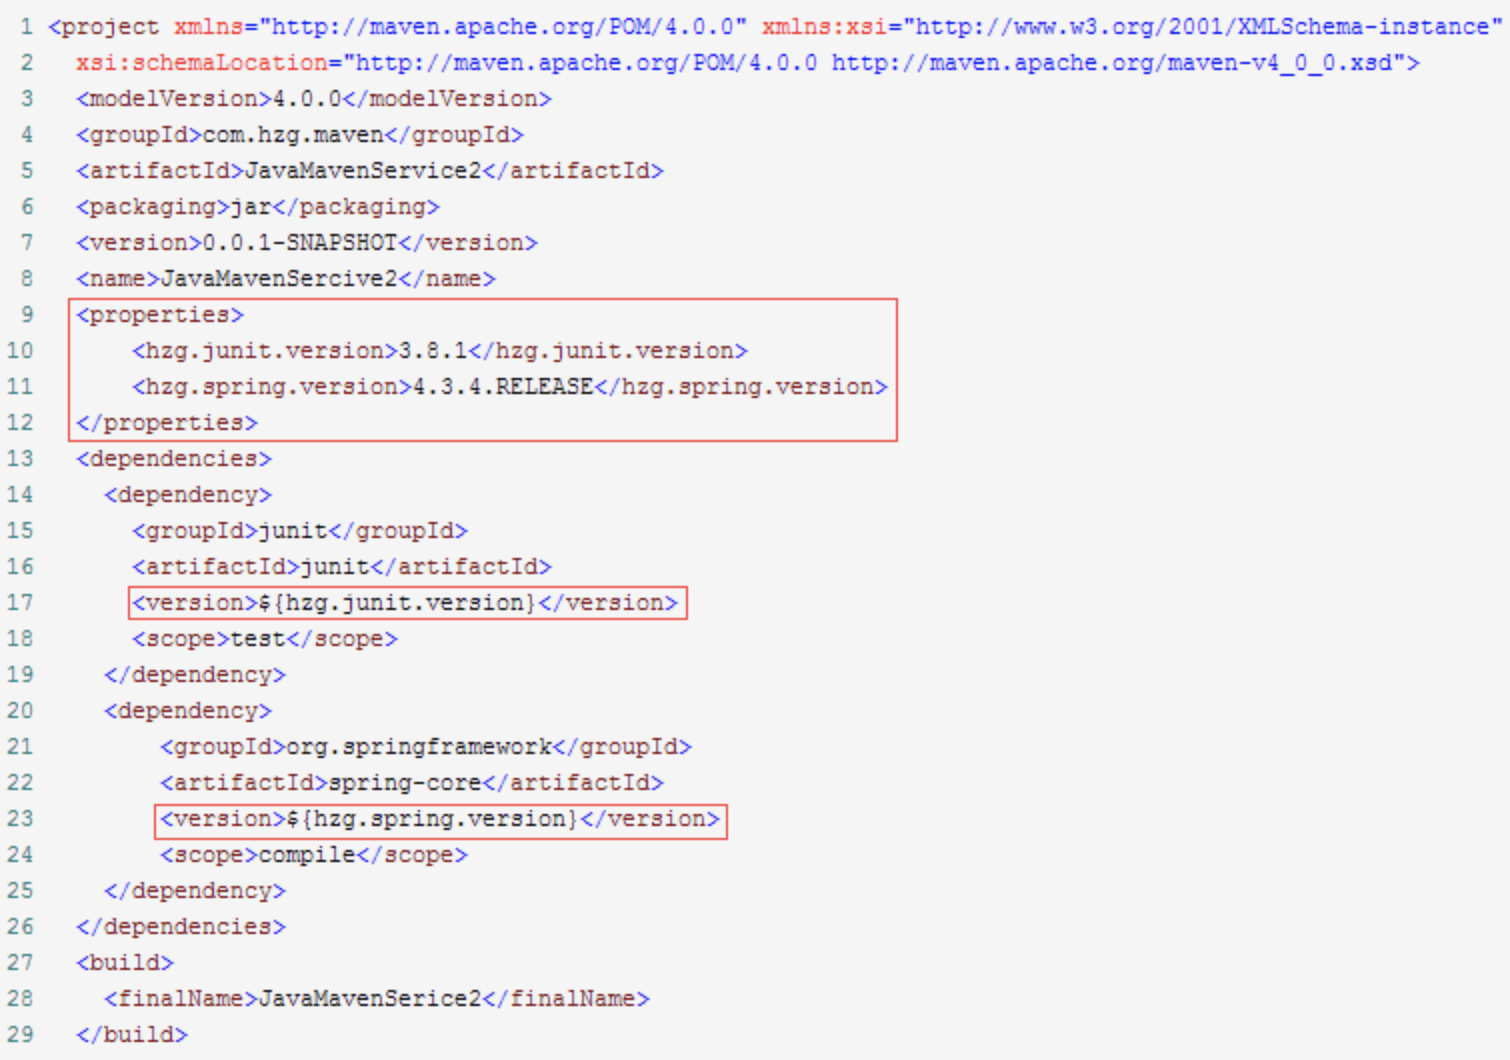 1 <project xmlns="http://maven.apache.org/POM/4.0.0" xmlns:xsi="http://www.w3.org/2001/XMLSchema-instance"
2   xsi:schemaLocation="http://maven.apache.org/POM/4.0.0 http://maven.apache.org/maven-v4_0_0.xsd">
3   <modelVersion>4.0.0</modelVersion>
4   <groupId>com.hzg.maven</groupId>
5   <artifactId>JavaMavenService2</artifactId>
6   <packaging>jar</packaging>
7   <version>0.0.1-SNAPSHOT</version>
8   <name>JavaMavenSercive2</name>
9   <properties>
10       <hzg.junit.version>3.8.1</hzg.junit.version>
11       <hzg.spring.version>4.3.4.RELEASE</hzg.spring.version>
12   </properties>
13   <dependencies>
14     <dependency>
15       <groupId>junit</groupId>
16       <artifactId>junit</artifactId>
17       <version>${hzg.junit.version}</version>
18       <scope>test</scope>
19     </dependency>
20     <dependency>
21         <groupId>org.springframework</groupId>
22         <artifactId>spring-core</artifactId>
23         <version>${hzg.spring.version}</version>
24         <scope>compile</scope>
25     </dependency>
26   </dependencies>
27   <build>
28     <finalName>JavaMavenSerice2</finalName>
29   </build>